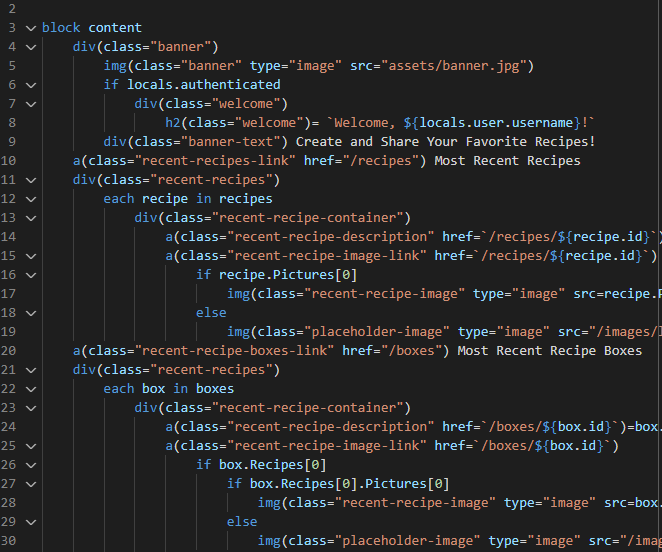 2
3 block content
4 div(class="banner")
5 img(class="banner" type="image" src="assets/banner.jpg")
6 if locals.authenticated
7 div(class="welcome")
8 h2(class="welcome")= `Welcome, ${locals.user.username}!`
9 div(class="banner-text") Create and Share Your Favorite Recipes!
10 a(class="recent-recipes-link" href="/recipes") Most Recent Recipes
11 div(class="recent-recipes")
12 each recipe in recipes
13 div(class="recent-recipe-container")
14 a(class="recent-recipe-description" href=`/recipes/${recipe.id}`)
15 a(class="recent-recipe-image-link" href=`/recipes/${recipe.id}`)
16 if recipe.Pictures[0]
17 img(class="recent-recipe-image" type="image" src=recipe.P
18 else
19 img(class="placeholder-image" type="image" src="/images/
20 a(class="recent-recipe-boxes-link" href="/boxes") Most Recent Recipe Boxes
21 div(class="recent-recipes")
22 each box in boxes
23 div(class="recent-recipe-container")
24 a(class="recent-recipe-description" href=`/boxes/${box.id}`)=box.
25 a(class="recent-recipe-image-link" href=`/boxes/${box.id}`)
26 if box.Recipes[0]
27 if box.Recipes[0].Pictures[0]
28 img(class="recent-recipe-image" type="image" src=box.
29 else
30 img(class="placeholder-image" type="image" src="/ima